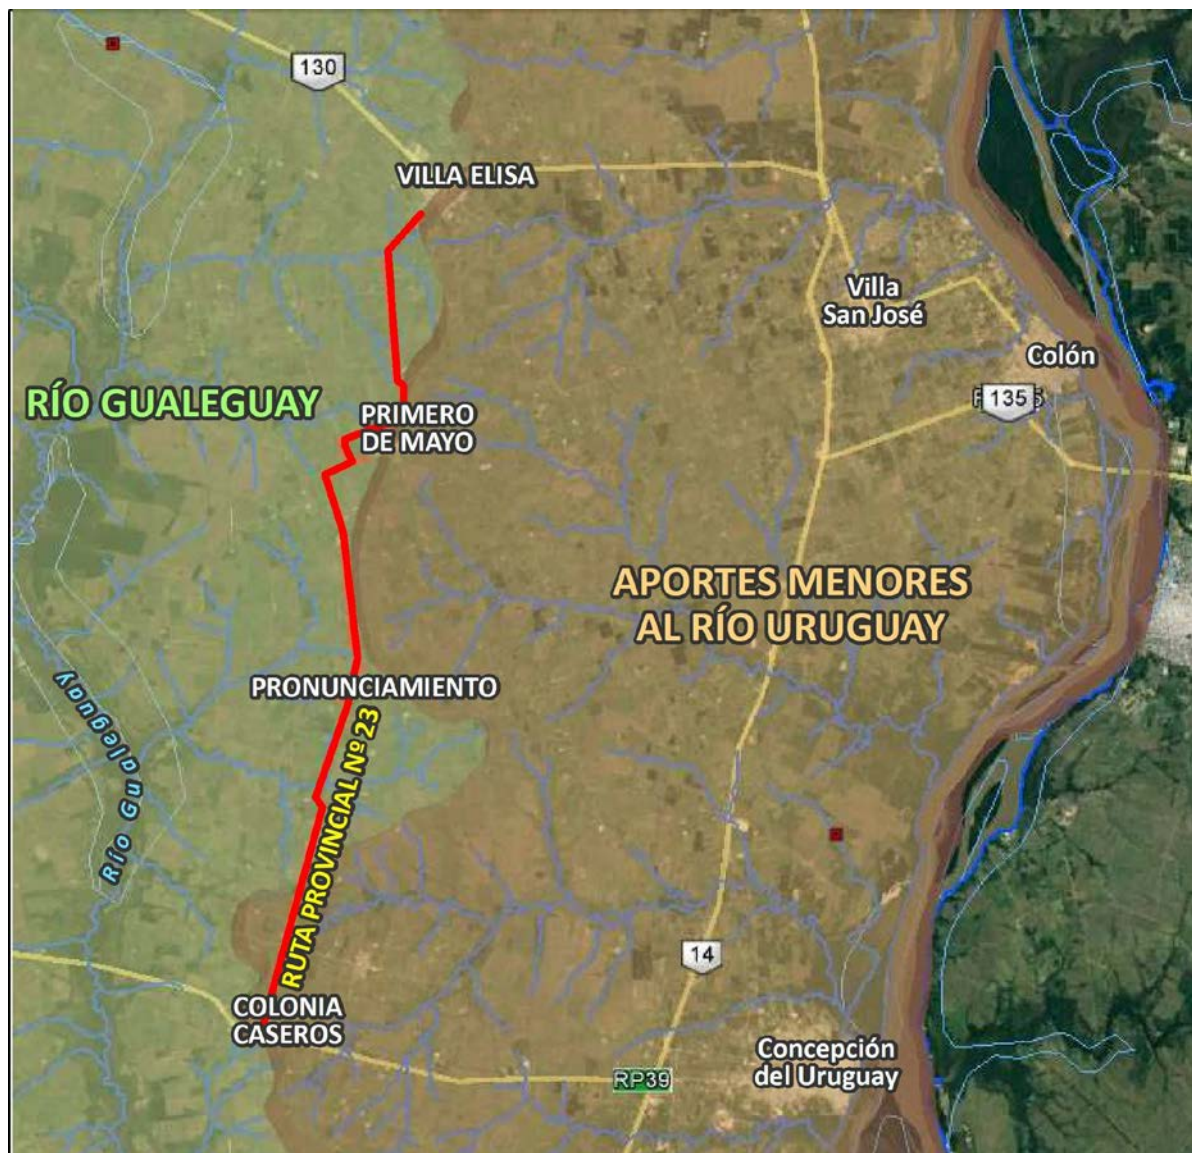 130
VILLA ELISA
Villa
San José
Colón
RÍO GUALEGUAY
135
PRIMERO
DE MAYO
APORTES MENORES
AL RÍO URUGUAY
PRONUNCIAMIENTO
Río Gualeguay
RUTA PROVINCIAL Nº 23
14
COLONIA
CASEROS
Concepción
del Uruguay
RP39